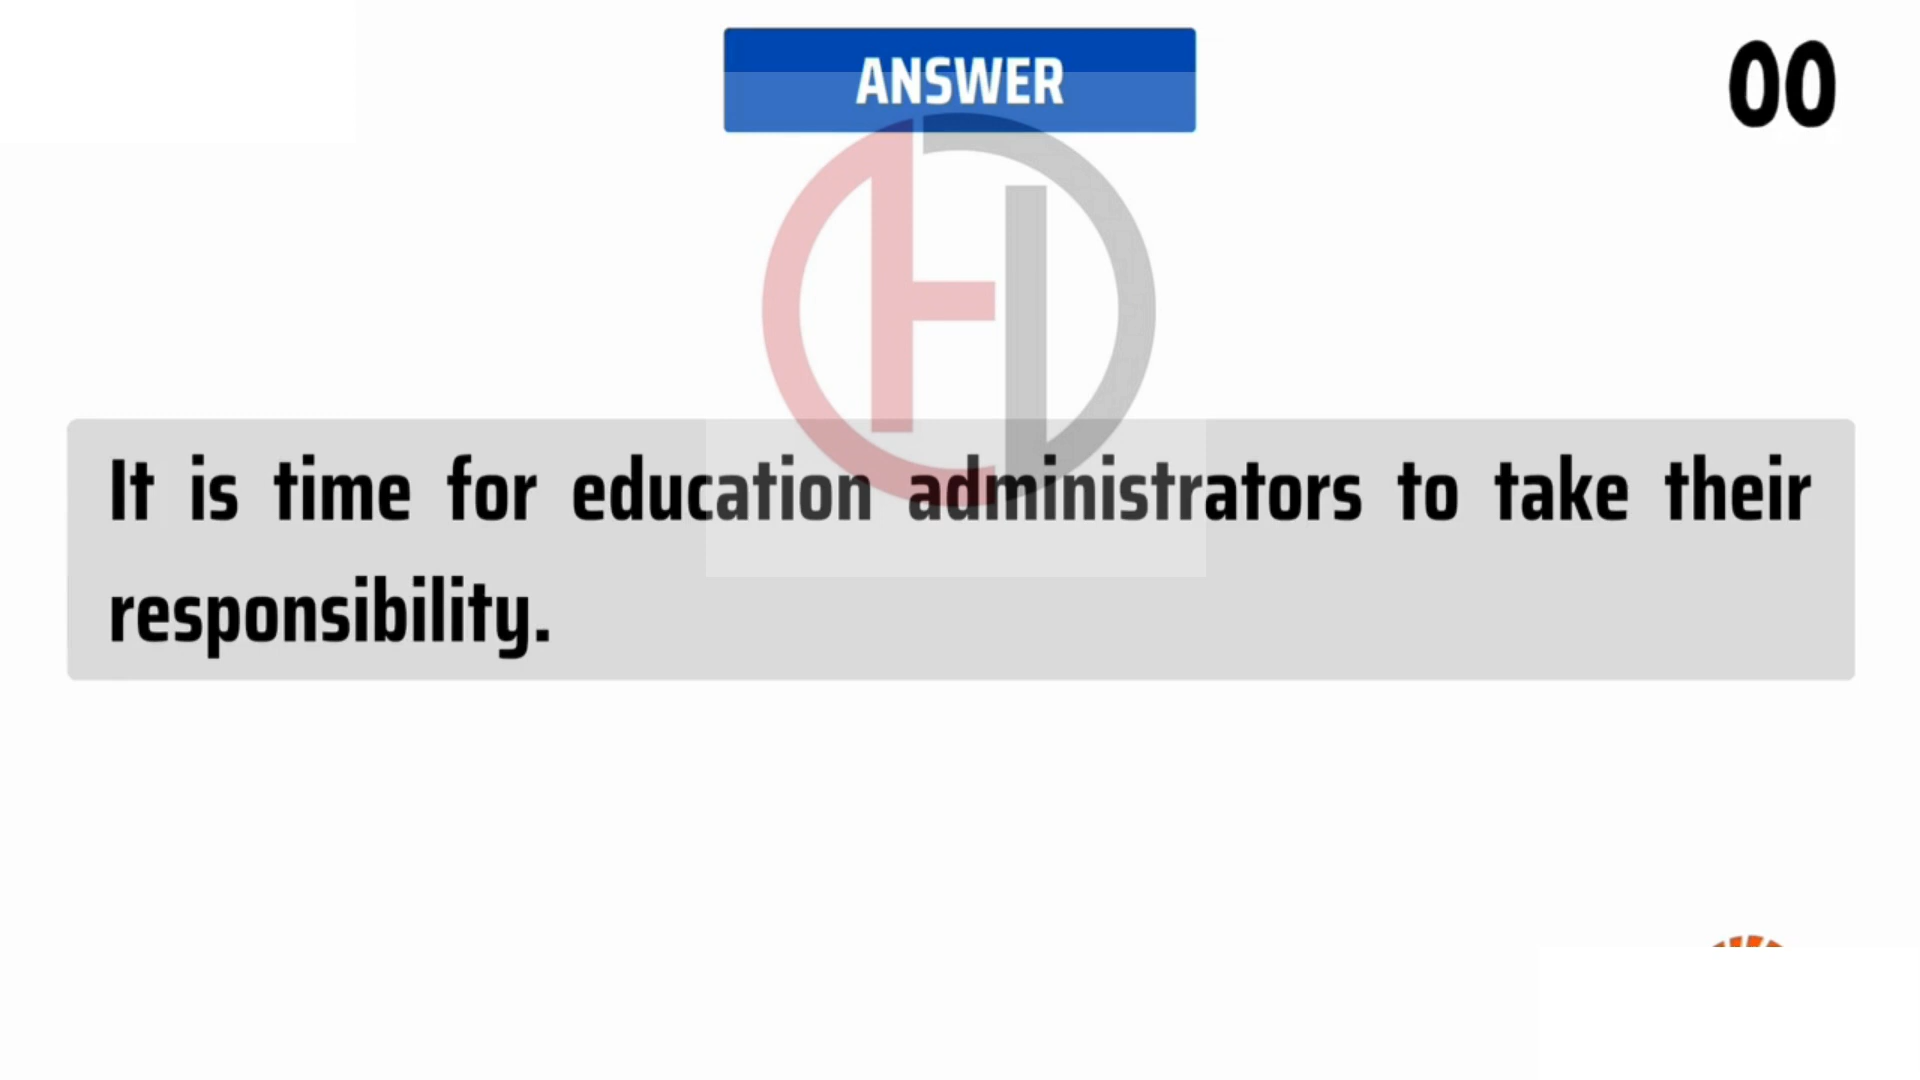 ANSWER
00
It is time for education administrators to take their
responsibility.